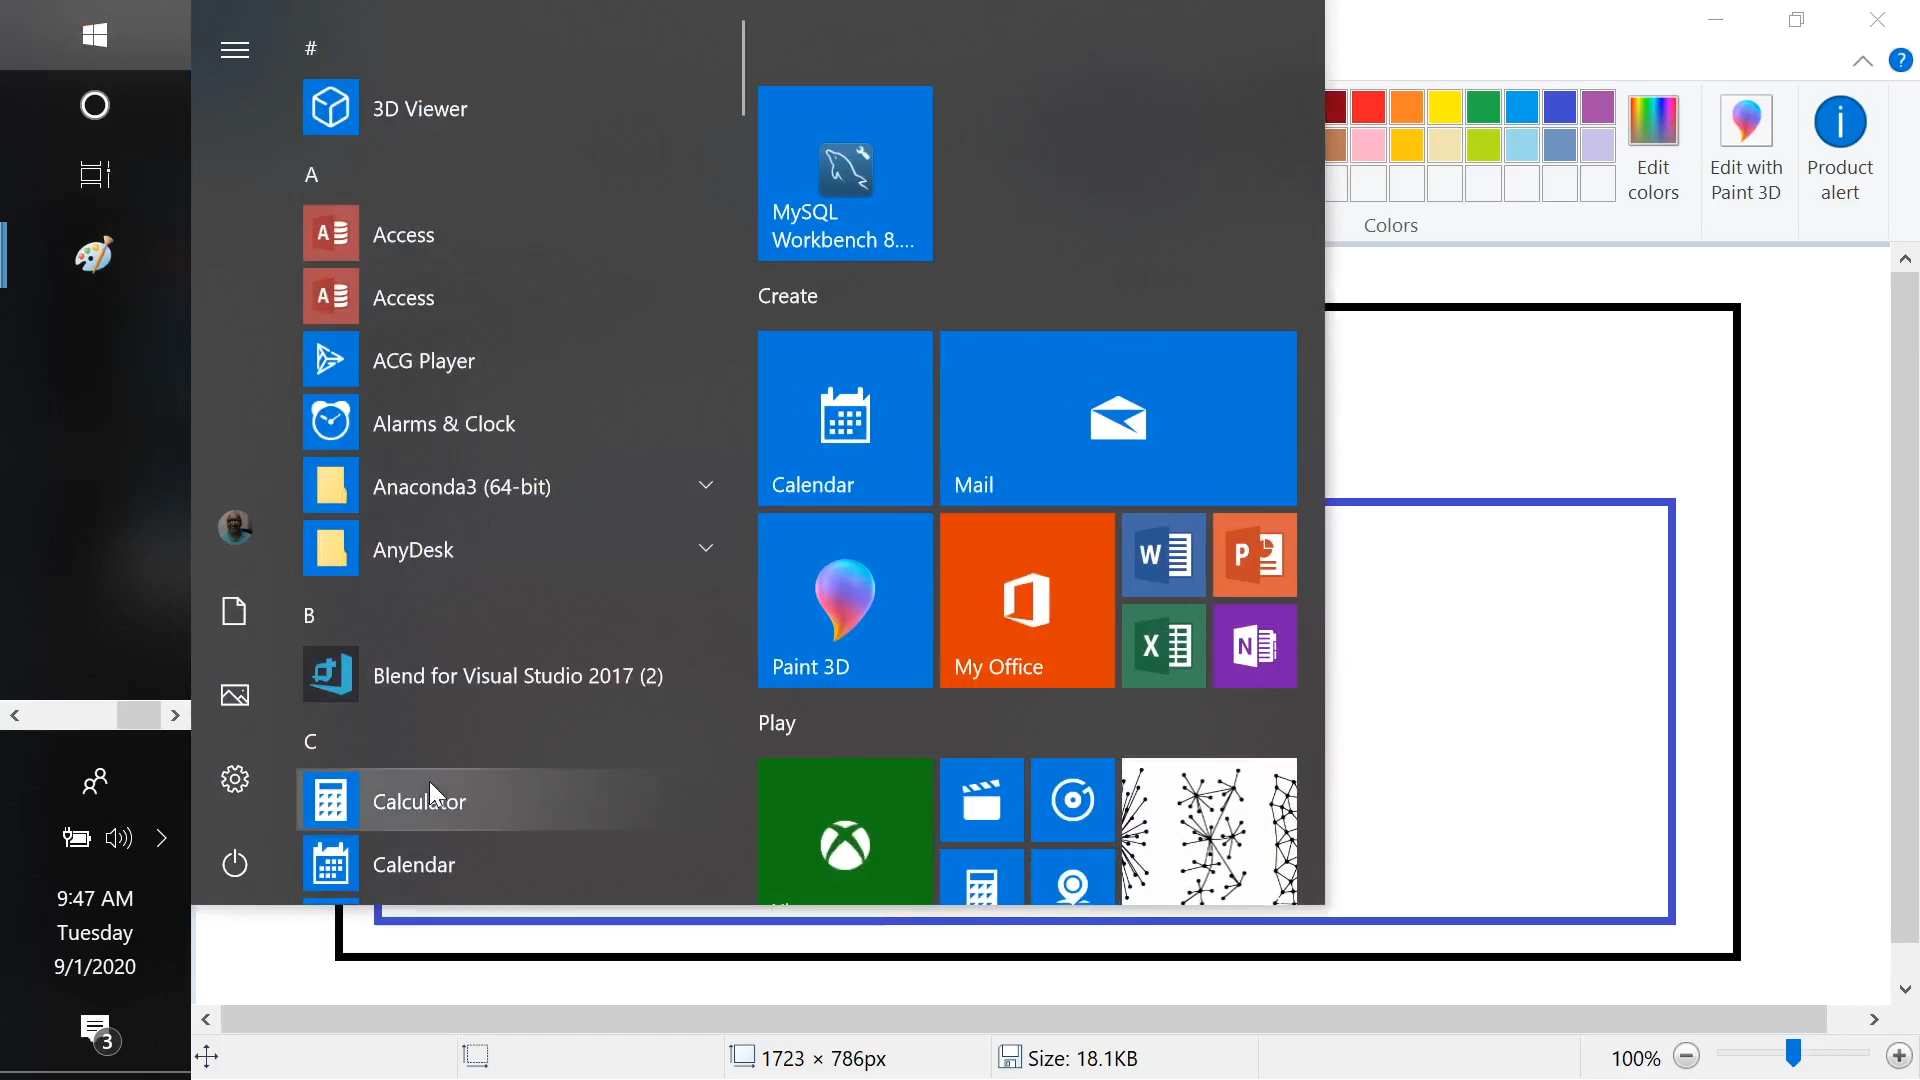 #
3D Viewer
A
Access
Access
ACG Player
Alarms & Clock
Anaconda3 (64-bit)
AnyDesk
B
Blend for Visual Studio 2017 (2)
C
Calculator
Calendar
MySQL
Workbench 8....
Create
Calendar
Mail
Paint 3D
My Office
Play
Edit
colors
Edit with
Paint 3D
Product
alert
Colors
9:47 AM
Tuesday
9/1/2020
3
1723 × 786px
Size: 18.1KB
100%